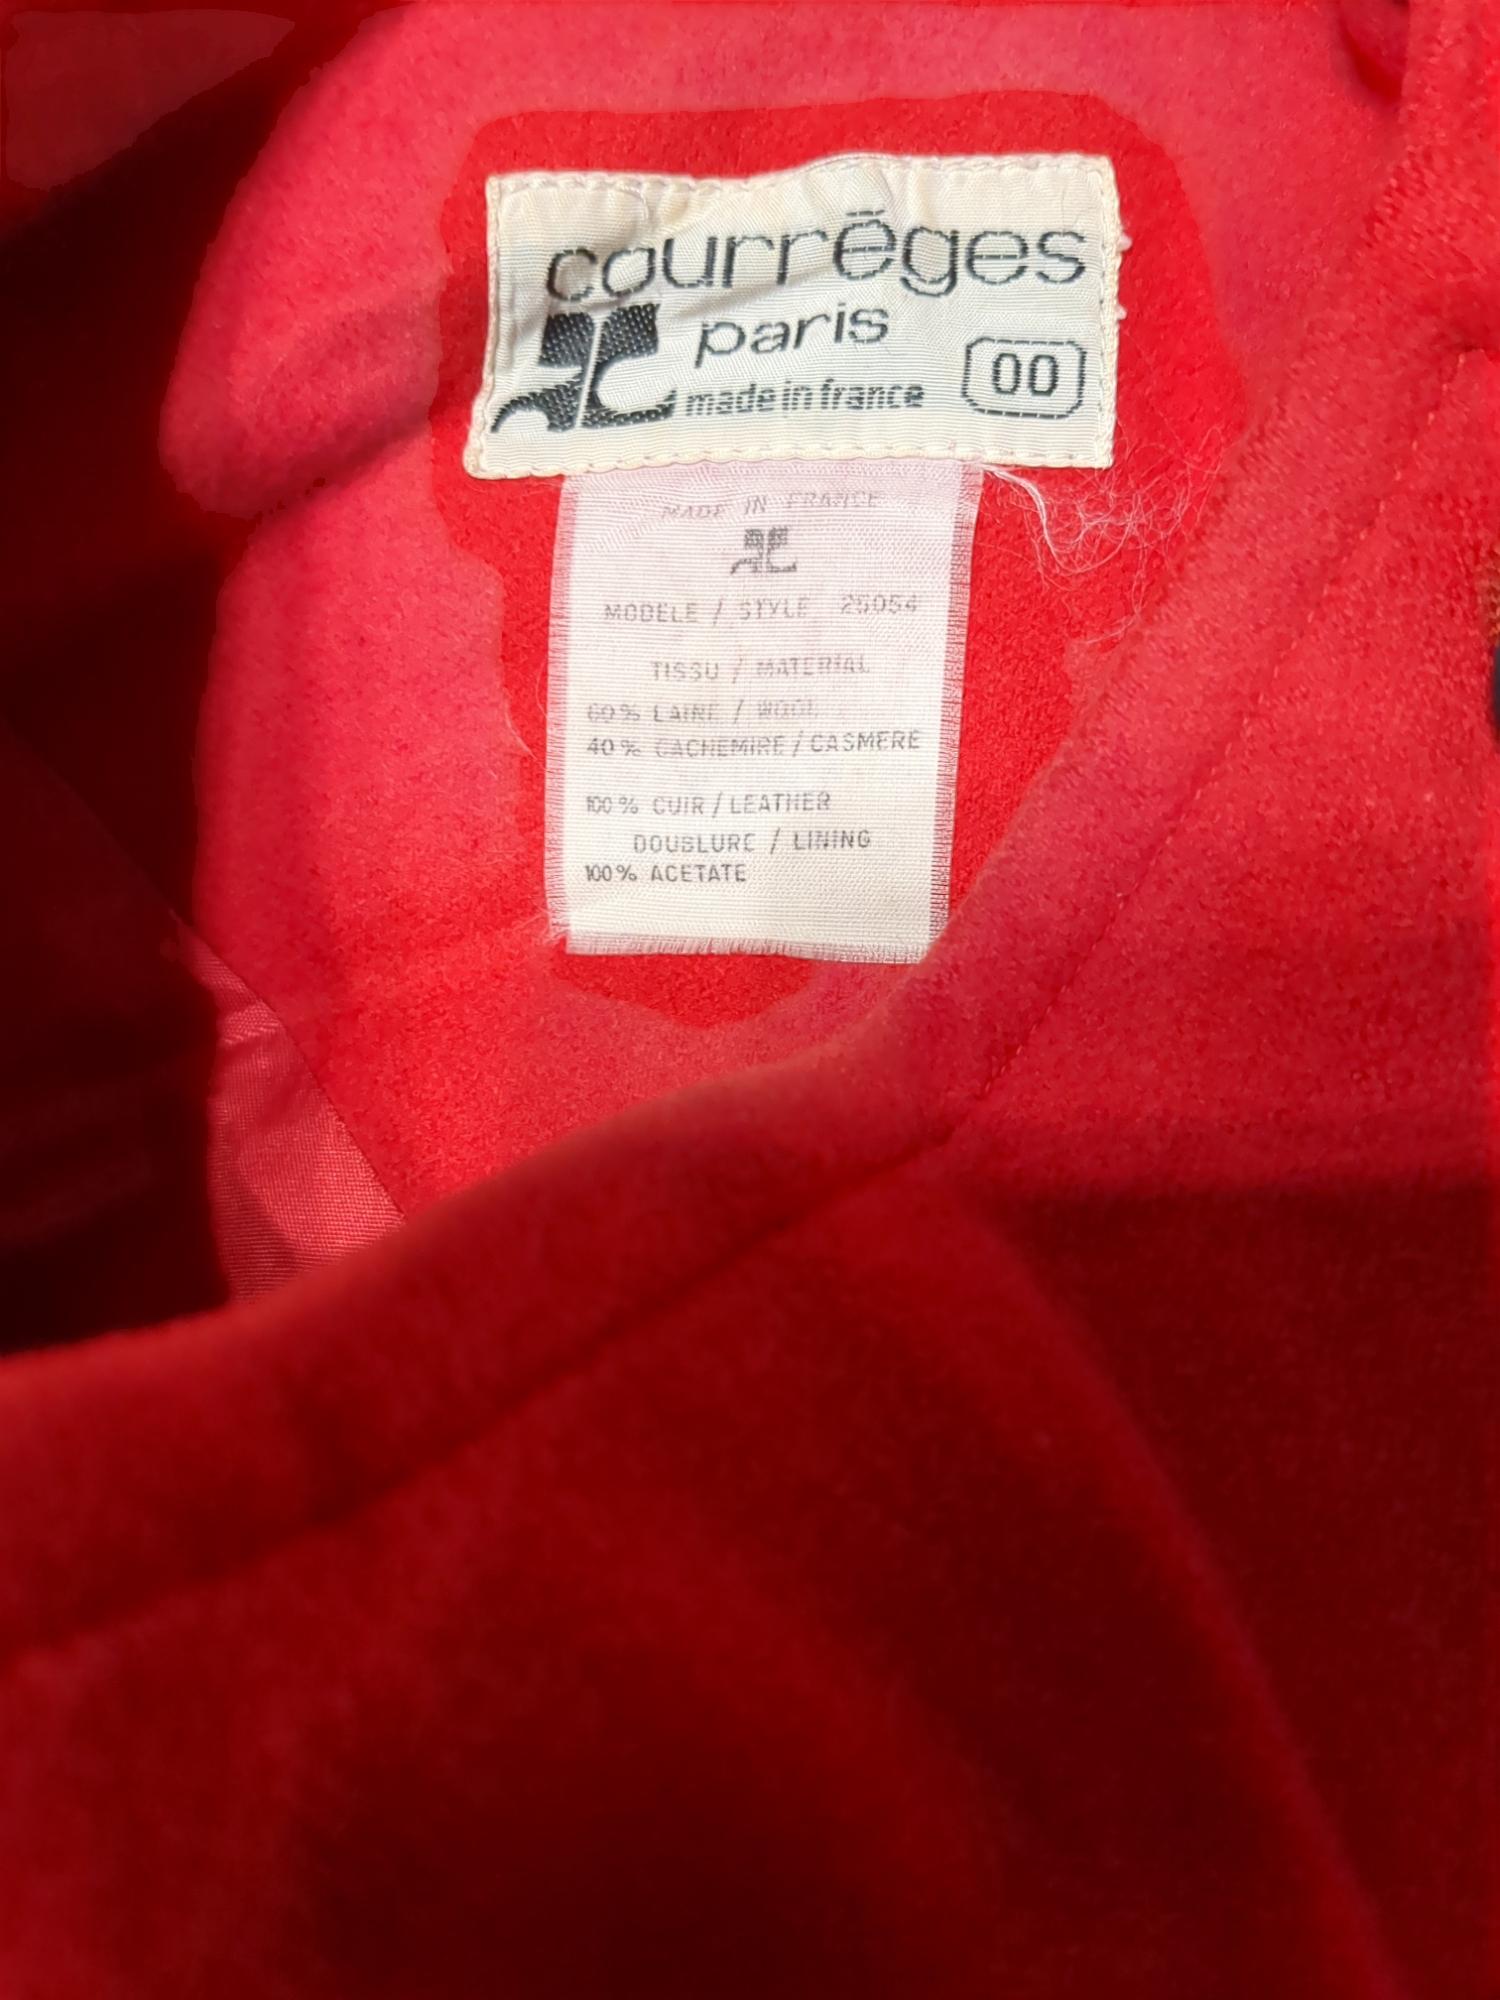 courrēges
paris
made in france
00
MADE IN FRANCE
MODELE / STYLE 25054
TISSU / MATERIAL
60% LAINE / WOOL
40% CACHEMIRE / CASMERE
100% CUIR / LEATHER
DOUBLURE / LINING
100% ACETATE